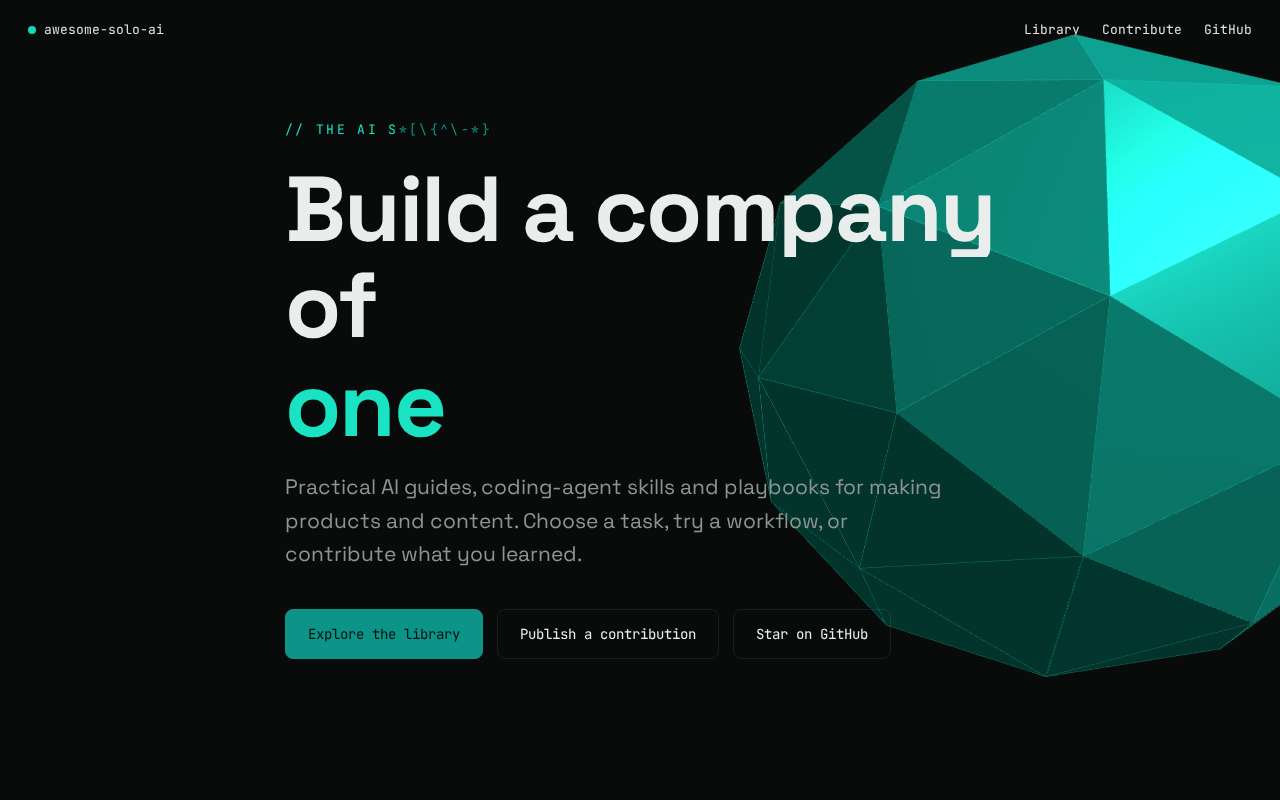 awesome-solo-ai
Library Contribute GitHub
// THE AI S*[\{^\-*}
Build a company
of
one
Practical AI guides, coding-agent skills and playbooks for making
products and content. Choose a task, try a workflow, or
contribute what you learned.
Explore the library
Publish a contribution
Star on GitHub